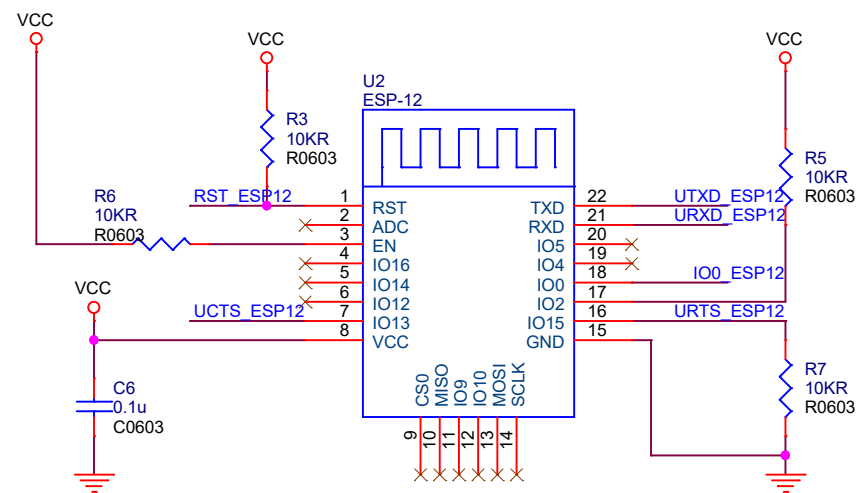 VCC
VCC
VCC
U2
ESP-12
R3
10KR
R0603
R5
10KR
R0603
R6
10KR
R0603
RST_ESP12
1
RST
2
ADC
3
EN
4
IO16
5
IO14
6
IO12
UCTS_ESP12
7
IO13
8
VCC
TXD
22
UTXD_ESP12
RXD
21
URXD_ESP12
IO5
20
IO4
19
IO0
18
IO0_ESP12
IO2
17
IO15
16
URTS_ESP12
GND
15
VCC
C6
0.1u
C0603
CS0
MISO
IO9
IO10
MOSI
SCLK
9
10
11
12
13
14
R7
10KR
R0603